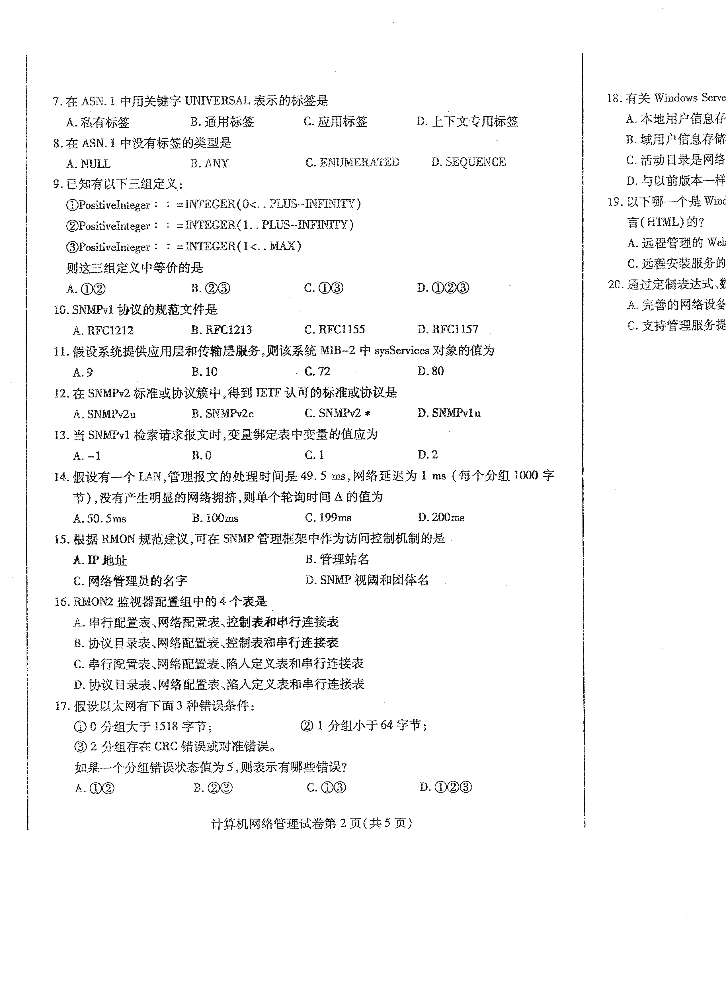 7. 在 ASN. 1 中用关键字 UNIVERSAL 表示的标签是
A. 私有标签 B. 通用标签 C. 应用标签 D. 上下文专用标签
8. 在 ASN. 1 中没有标签的类型是
A. NULL B. ANY C. ENUMERATED D. SEQUENCE
9. 已知有以下三组定义:
①PositiveInteger: : =INTEGER(0<. . PLUS-INFINITY)
②PositiveInteger: : =INTEGER(1. . PLUS-INFINITY)
③PositiveInteger: : =INTEGER(1<. . MAX)
则这三组定义中等价的是
A. ①② B. ②③ C. ①③ D. ①②③
10. SNMPv1 协议的规范文件是
A. RFC1212 B. RFC1213 C. RFC1155 D. RFC1157
11. 假设系统提供应用层和传输层服务,则该系统 MIB-2 中 sysServices 对象的值为
A. 9 B. 10 C. 72 D. 80
12. 在 SNMPv2 标准或协议簇中,得到 IETF 认可的标准或协议是
A. SNMPv2u B. SNMPv2c C. SNMPv2 * D. SNMPv1u
13. 当 SNMPv1 检索请求报文时,变量绑定表中变量的值应为
A. -1 B. 0 C. 1 D. 2
14. 假设有一个 LAN,管理报文的处理时间是 49. 5 ms,网络延迟为 1 ms (每个分组 1000 字
节),没有产生明显的网络拥挤,则单个轮询时间 Δ 的值为
A. 50. 5ms B. 100ms C. 199ms D. 200ms
15. 根据 RMON 规范建议,可在 SNMP 管理框架中作为访问控制机制的是
A. IP 地址 B. 管理站名
C. 网络管理员的名字 D. SNMP 视阈和团体名
16. RMON2 监视器配置组中的 4 个表是
A. 串行配置表、网络配置表、控制表和串行连接表
B. 协议目录表、网络配置表、控制表和串行连接表
C. 串行配置表、网络配置表、陷入定义表和串行连接表
D. 协议目录表、网络配置表、陷入定义表和串行连接表
17. 假设以太网有下面 3 种错误条件:
① 0 分组大于 1518 字节; ② 1 分组小于 64 字节;
③ 2 分组存在 CRC 错误或对准错误。
如果一个分组错误状态值为 5,则表示有哪些错误?
A. ①② B. ②③ C. ①③ D. ①②③
计算机网络管理试卷第 2 页(共 5 页)
18. 有关 Windows Serve
A. 本地用户信息存
B. 域用户信息存储
C. 活动目录是网络
D. 与以前版本一样
19. 以下哪一个是 Wind
言(HTML)的?
A. 远程管理的 Web
C. 远程安装服务的
20. 通过定制表达式、数
A. 完善的网络设备
C. 支持管理服务提